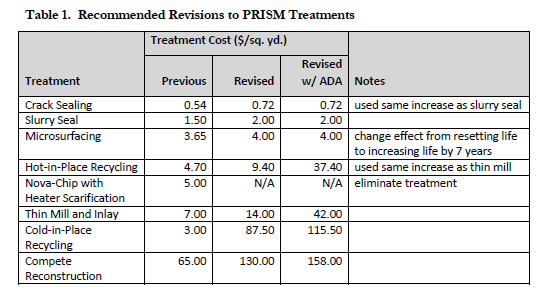 Table 1. Recommended Revisions to PRISM Treatments
Treatment Cost ($/sq. yd.)
Revised
Treatment Previous Revised w/ ADA Notes
Crack Sealing 0.54 0.72 0.72 used same increase as slurry seal
Slurry Seal 1.50 2.00 2.00
Microsurfacing 3.65 4.00 4.00 change effect from resetting life
to increasing life by 7 years
Hot-in-Place Recycling 4.70 9.40 37.40 used same increase as thin mill
Nova-Chip with 5.00 N/A N/A eliminate treatment
Heater Scarification
Thin Mill and Inlay 7.00 14.00 42.00
Cold-in-Place 3.00 87.50 115.50
Recycling
Compete 65.00 130.00 158.00
Reconstruction